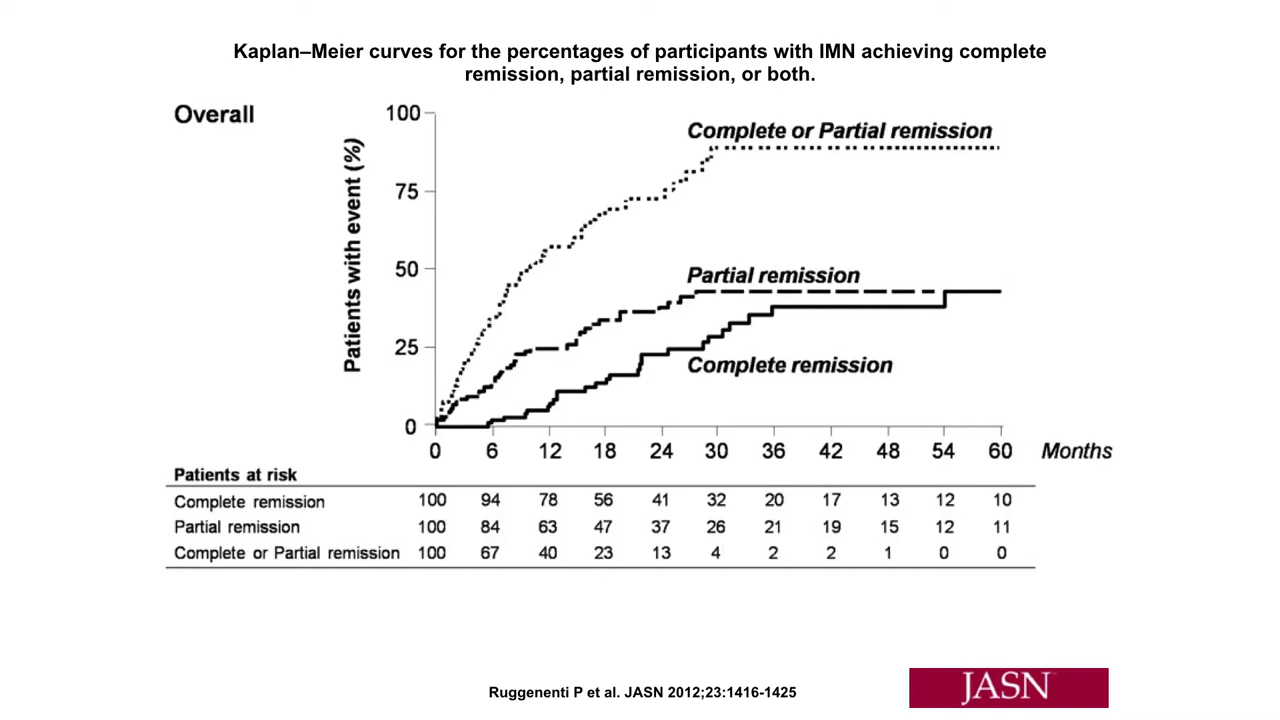 Kaplan–Meier curves for the percentages of participants with IMN achieving complete
remission, partial remission, or both.
Overall
100
75
50
25
0
Patients with event (%)
Complete or Partial remission
Partial remission
Complete remission
0 6 12 18 24 30 36 42 48 54 60 Months
Patients at risk
Complete remission 100 94 78 56 41 32 20 17 13 12 10
Partial remission 100 84 63 47 37 26 21 19 15 12 11
Complete or Partial remission 100 67 40 23 13 4 2 2 1 0 0
Ruggenenti P et al. JASN 2012;23:1416-1425
JASN